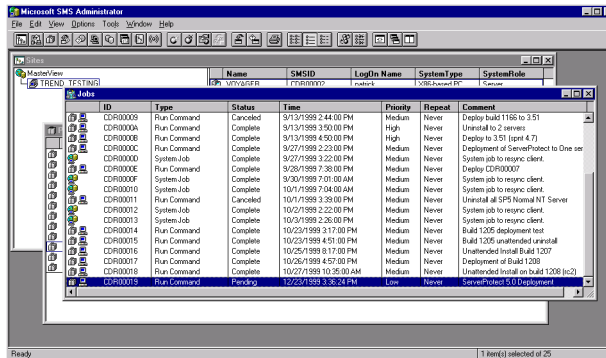 Microsoft SMS Administrator
File Edit View Options Tools Window Help
Sites
MasterView
TREND_TESTING
Name SMSID LogOn Name SystemType SystemRole
VOYAGER CDR00002 patrick X86-based PC Server
Jobs
ID Type Status Time Priority Repeat Comment
CDR00009 Run Command Canceled 9/13/1999 2:44:00 PM Medium Never Deploy build 1166 to 3.51
CDR0000A Run Command Complete 9/13/1999 3:50:00 PM High Never Uninstall to 2 servers
CDR0000B Run Command Complete 9/13/1999 4:50:00 PM High Never Deploy to 3.51 (spnt 4.7)
CDR0000C Run Command Complete 9/27/1999 2:23:00 PM Medium Never Deployment of ServerProtect to One ser
CDR0000D System Job Complete 9/27/1999 3:22:00 PM Medium Never System job to resync client.
CDR0000E Run Command Complete 9/28/1999 7:38:00 PM Medium Never Deploy CDR00007
CDR0000F System Job Complete 9/30/1999 7:01:00 AM Medium Never System job to resync client.
CDR00010 System Job Complete 10/1/1999 7:04:00 AM Medium Never System job to resync client.
CDR00011 Run Command Canceled 10/1/1999 3:39:00 PM Medium Never Uninstall all SP5 Normal NT Server
CDR00012 System Job Complete 10/2/1999 2:22:00 PM Medium Never System job to resync client.
CDR00013 System Job Complete 10/3/1999 2:26:00 PM Medium Never System job to resync client.
CDR00014 Run Command Complete 10/23/1999 3:17:00 PM Medium Never Build 1205 deployment test
CDR00015 Run Command Complete 10/23/1999 4:51:00 PM Medium Never Build 1205 unattended uninstall
CDR00016 Run Command Complete 10/25/1999 8:17:00 PM Medium Never Unattended Install Build 1207
CDR00017 Run Command Complete 10/26/1999 4:57:00 PM Medium Never Deployment of Build 1208
CDR00018 Run Command Complete 10/27/1999 10:35:00 AM Medium Never Unattended Install on build 1208 (rc2)
CDR00019 Run Command Pending 12/23/1999 3:36:24 PM Low Never ServerProtect 5.0 Deployment
Ready 1 item(s) selected of 25